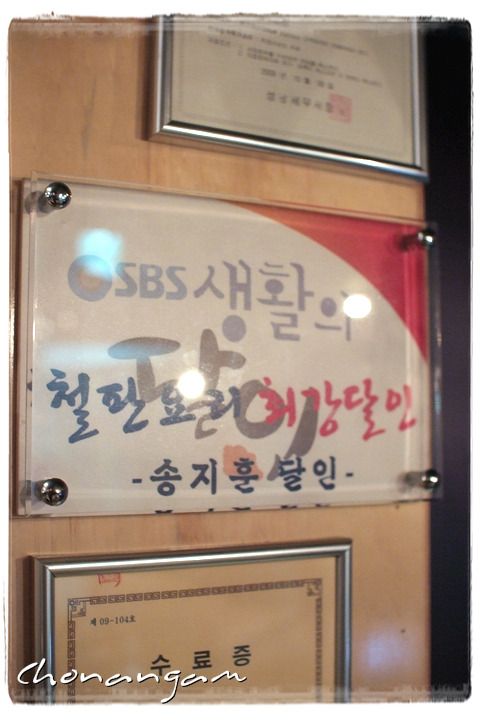 SBS 생활의
달인
철판요리 최강달인
-송지훈 달인-
제 09-104호
수료증
Chonangam